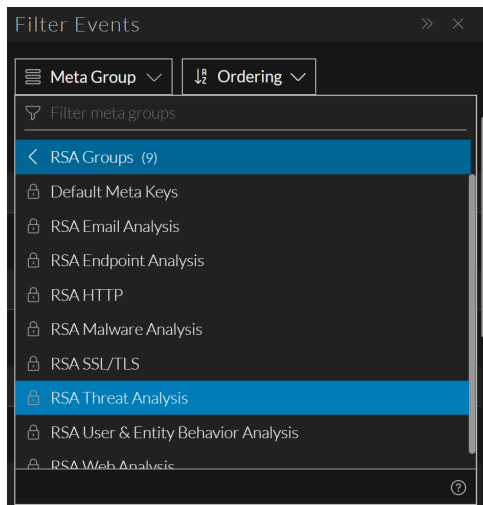 Filter Events
Meta Group Ordering
Filter meta groups
RSA Groups (9)
Default Meta Keys
RSA Email Analysis
RSA Endpoint Analysis
RSA HTTP
RSA Malware Analysis
RSA SSL/TLS
RSA Threat Analysis
RSA User & Entity Behavior Analysis
RSA Web Analysis